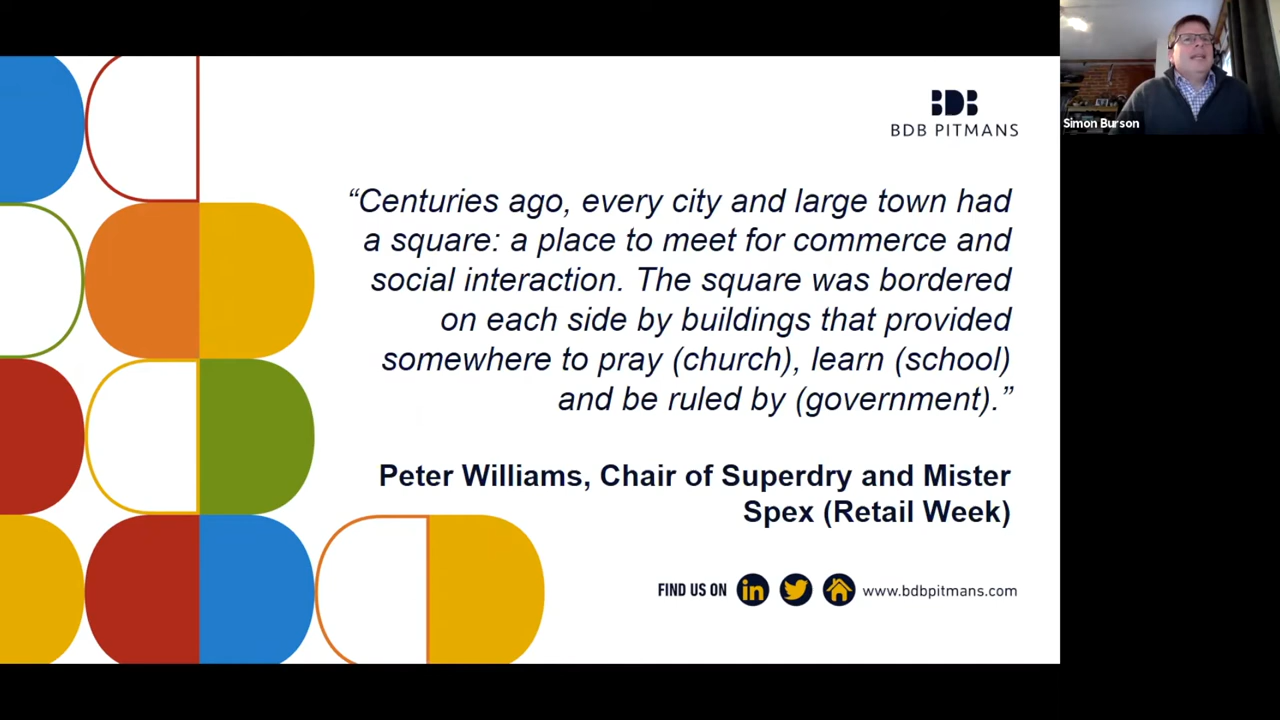 BDB
BDB PITMANS
Simon Burson
“Centuries ago, every city and large town had
a square: a place to meet for commerce and
social interaction. The square was bordered
on each side by buildings that provided
somewhere to pray (church), learn (school)
and be ruled by (government).”
Peter Williams, Chair of Superdry and Mister
Spex (Retail Week)
FIND US ON in www.bdbpitmans.com